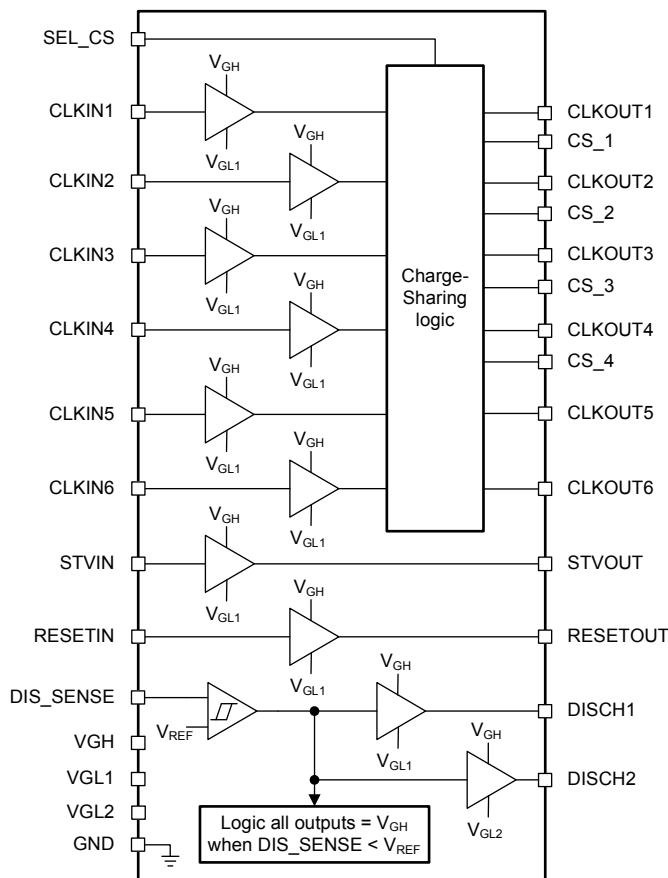 SEL_CS
VGH
CLKIN1
CLKOUT1
VGL1
VGH
CS_1
CLKIN2
CLKOUT2
VGH
VGL1
CS_2
CLKIN3
CLKOUT3
VGL1
VGH
Charge-
Sharing
logic
CS_3
CLKIN4
CLKOUT4
VGH
VGL1
CS_4
CLKIN5
CLKOUT5
VGL1
VGH
CLKIN6
CLKOUT6
VGH
VGL1
STVIN
STVOUT
VGL1
VGH
RESETIN
RESETOUT
VGL1
VGH
DIS_SENSE
DISCH1
VREF
VGH
VGL1
VGH
VGL1
DISCH2
VGL2
VGL2
GND
Logic all outputs = VGH
when DIS_SENSE < VREF